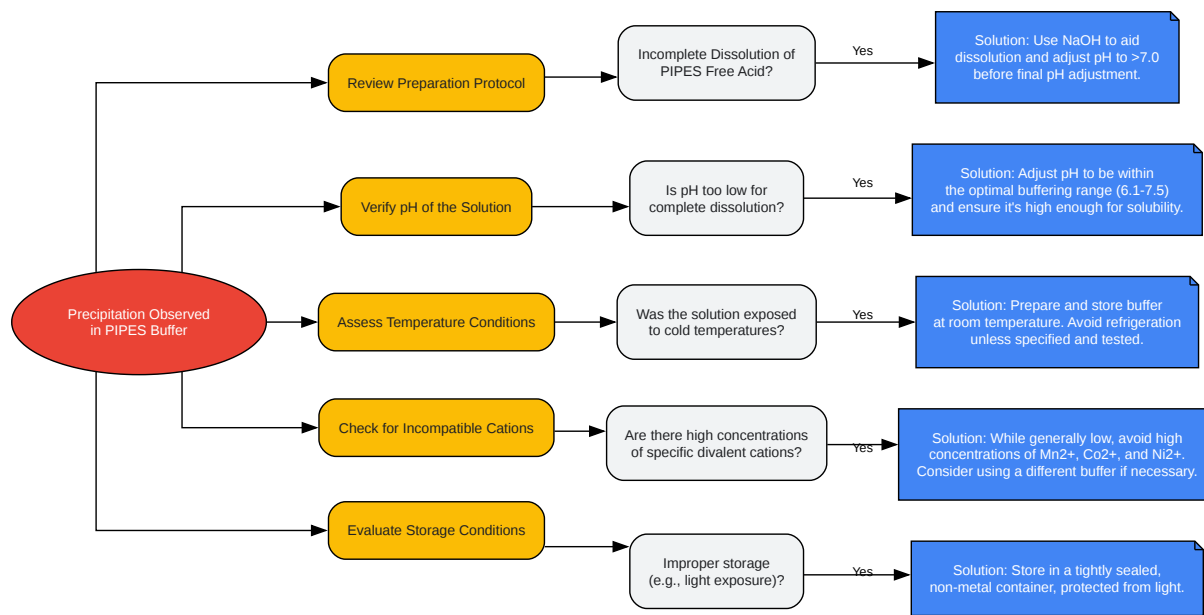 Precipitation Observed
in PIPES Buffer
Review Preparation Protocol
Incomplete Dissolution of
PIPES Free Acid?
Yes
Solution: Use NaOH to aid
dissolution and adjust pH to >7.0
before final pH adjustment.
Verify pH of the Solution
Is pH too low for
complete dissolution?
Yes
Solution: Adjust pH to be within
the optimal buffering range (6.1-7.5)
and ensure it's high enough for solubility.
Assess Temperature Conditions
Was the solution exposed
to cold temperatures?
Yes
Solution: Prepare and store buffer
at room temperature. Avoid refrigeration
unless specified and tested.
Check for Incompatible Cations
Are there high concentrations
of specific divalent cations?
Yes
Solution: While generally low, avoid high
concentrations of Mn2+, Co2+, and Ni2+.
Consider using a different buffer if necessary.
Evaluate Storage Conditions
Improper storage
(e.g., light exposure)?
Yes
Solution: Store in a tightly sealed,
non-metal container, protected from light.